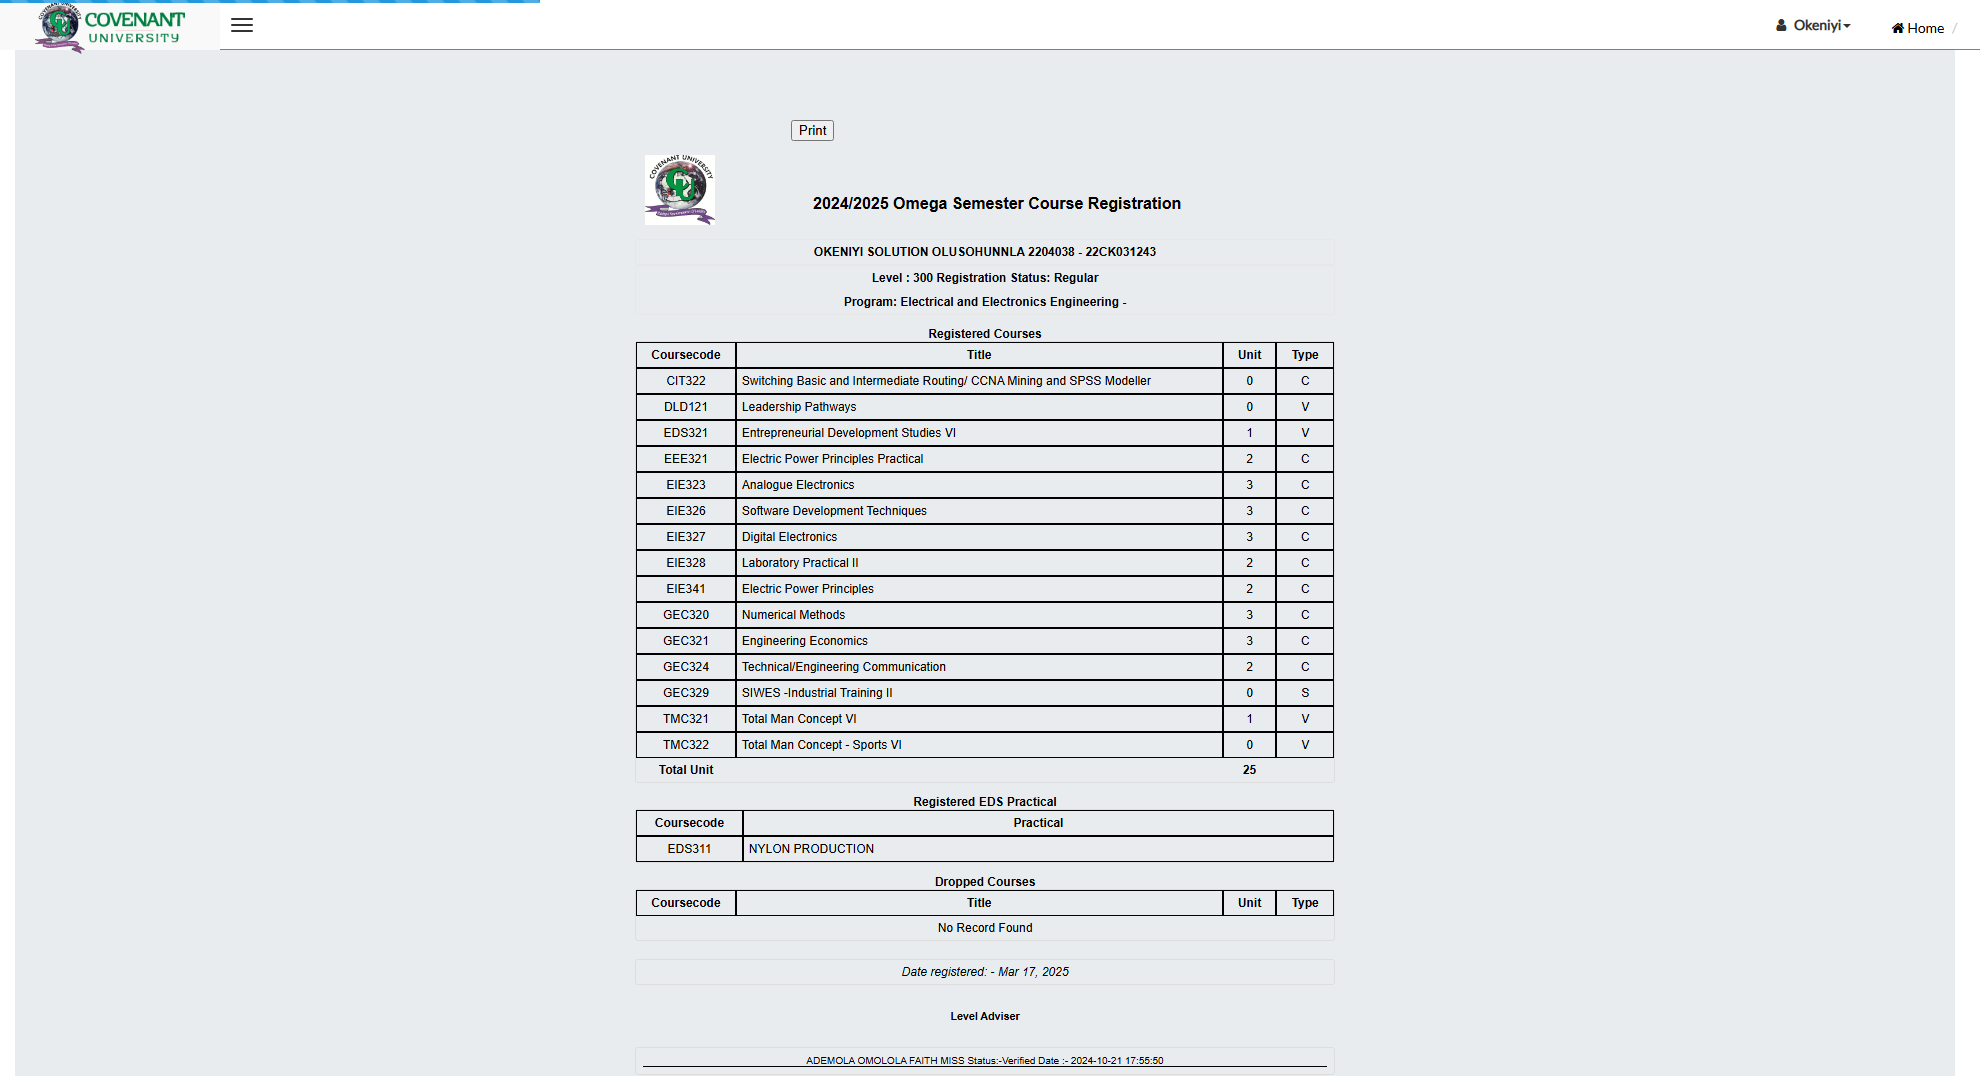 COVENANT
UNIVERSITY
Okeniyi
Home /
Print
COVENANT UNIVERSITY
2024/2025 Omega Semester Course Registration
OKENIYI SOLUTION OLUSOHUNNLA 2204038 - 22CK031243
Level : 300 Registration Status: Regular
Program: Electrical and Electronics Engineering -
Registered Courses
Coursecode Title Unit Type
CIT322 Switching Basic and Intermediate Routing/ CCNA Mining and SPSS Modeller 0 C
DLD121 Leadership Pathways 0 V
EDS321 Entrepreneurial Development Studies VI 1 V
EEE321 Electric Power Principles Practical 2 C
EIE323 Analogue Electronics 3 C
EIE326 Software Development Techniques 3 C
EIE327 Digital Electronics 3 C
EIE328 Laboratory Practical II 2 C
EIE341 Electric Power Principles 2 C
GEC320 Numerical Methods 3 C
GEC321 Engineering Economics 3 C
GEC324 Technical/Engineering Communication 2 C
GEC329 SIWES -Industrial Training II 0 S
TMC321 Total Man Concept VI 1 V
TMC322 Total Man Concept - Sports VI 0 V
Total Unit 25
Registered EDS Practical
Coursecode Practical
EDS311 NYLON PRODUCTION
Dropped Courses
Coursecode Title Unit Type
No Record Found
Date registered: - Mar 17, 2025
Level Adviser
ADEMOLA OMOLOLA FAITH MISS Status:-Verified Date :- 2024-10-21 17:55:50